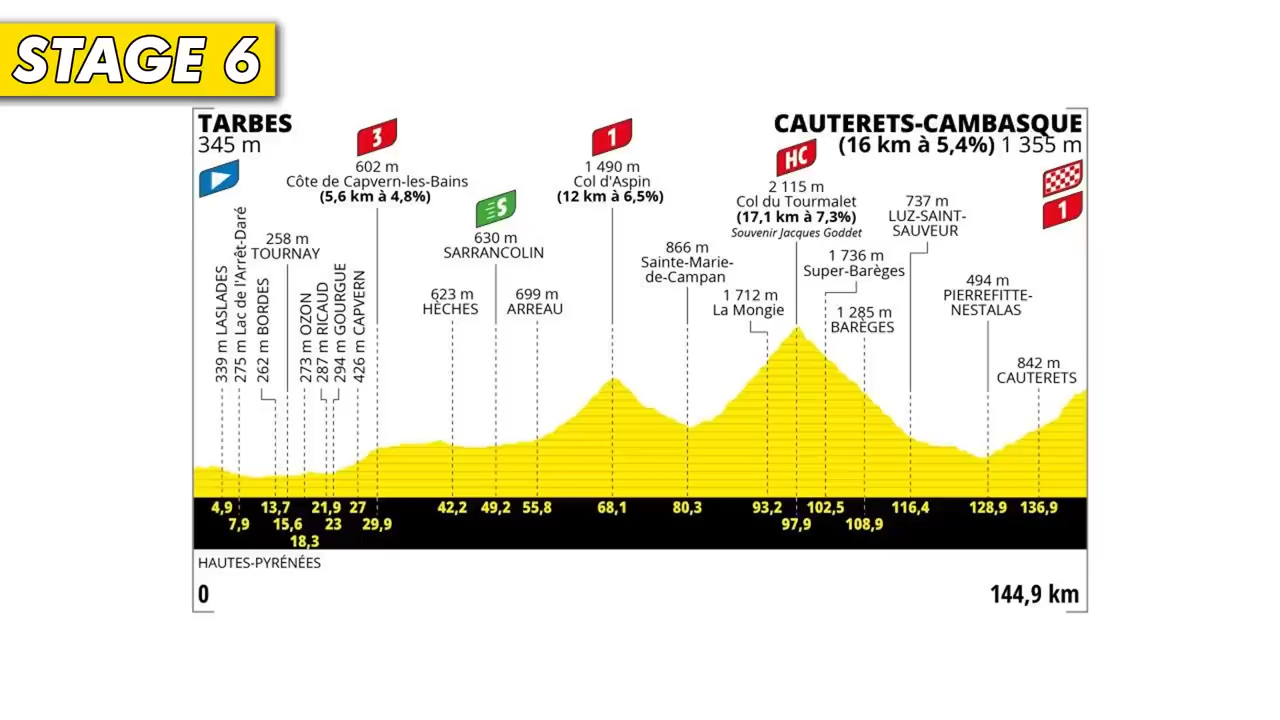 STAGE 6
TARBES
345 m
3
602 m
Côte de Capvern-les-Bains
(5,6 km à 4,8%)
S
630 m
SARRANCOLIN
1
1 490 m
Col d'Aspin
(12 km à 6,5%)
CAUTERETS-CAMBASQUE
(16 km à 5,4%) 1 355 m
HC
2 115 m
Col du Tourmalet
(17,1 km à 7,3%)
Souvenir Jacques Goddet
1
737 m
LUZ-SAINT-
SAUVEUR
339 m LASLADES
275 m Lac de l'Arrêt-Daré
262 m BORDES
258 m
TOURNAY
273 m OZON
287 m RICAUD
294 m GOURGUE
426 m CAPVERN
623 m
HÈCHES
699 m
ARREAU
866 m
Sainte-Marie-
de-Campan
1 712 m
La Mongie
1 736 m
Super-Barèges
1 285 m
BARÈGES
494 m
PIERREFITTE-
NESTALAS
842 m
CAUTERETS
4,9 13,7 21,9 27 42,2 49,2 55,8 68,1 80,3 93,2 102,5 116,4 128,9 136,9
7,9 15,6 23 29,9 97,9 108,9
18,3
HAUTES-PYRÉNÉES
0 144,9 km